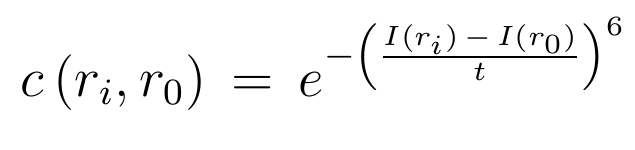 c(r_i, r_0) = e^{-\left(\frac{I(r_i) - I(r_0)}{t}\right)^6}